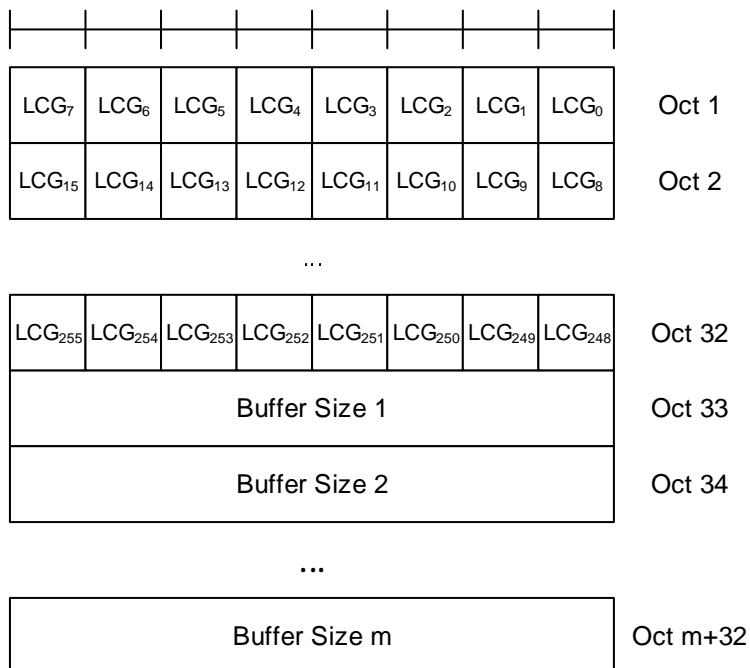 LCG₇ LCG₆ LCG₅ LCG₄ LCG₃ LCG₂ LCG₁ LCG₀ Oct 1
LCG₁₅ LCG₁₄ LCG₁₃ LCG₁₂ LCG₁₁ LCG₁₀ LCG₉ LCG₈ Oct 2
...
LCG₂₅₅ LCG₂₅₄ LCG₂₅₃ LCG₂₅₂ LCG₂₅₁ LCG₂₅₀ LCG₂₄₉ LCG₂₄₈ Oct 32
Buffer Size 1 Oct 33
Buffer Size 2 Oct 34
...
Buffer Size m Oct m+32